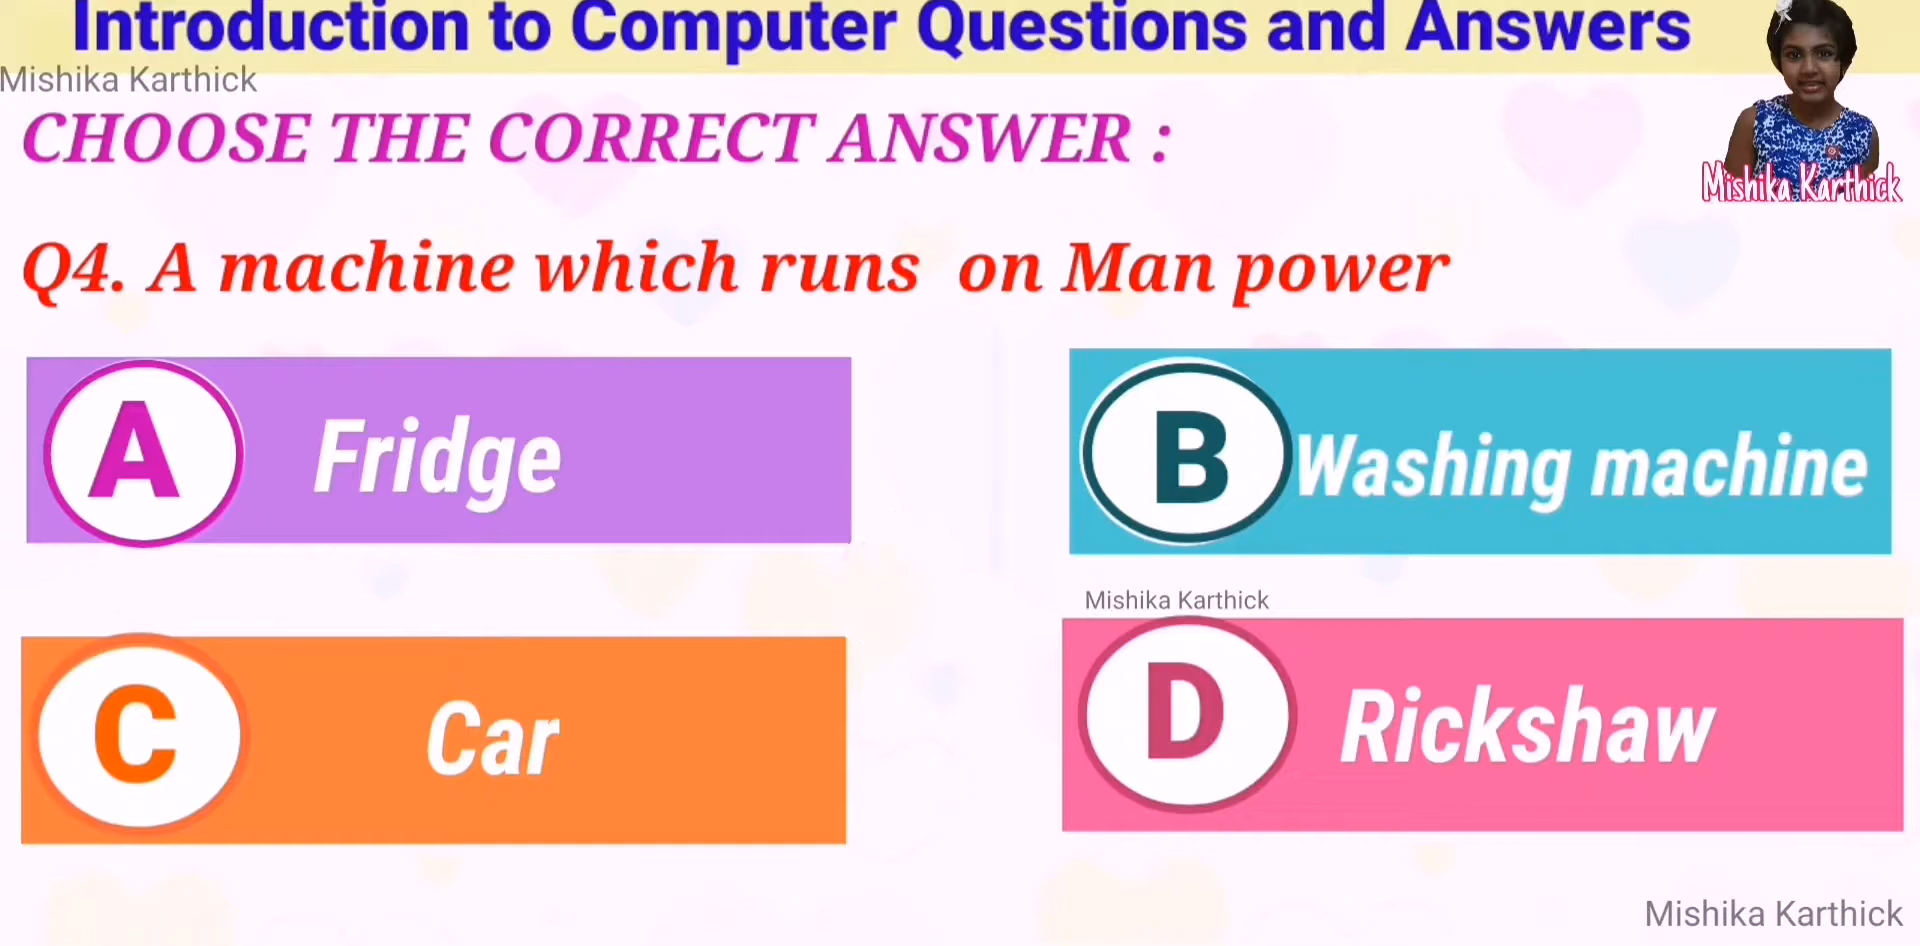 Introduction to Computer Questions and Answers
Mishika Karthick
CHOOSE THE CORRECT ANSWER :
Mishika Karthick
Q4. A machine which runs on Man power
A Fridge
B Washing machine
Mishika Karthick
C Car
D Rickshaw
Mishika Karthick